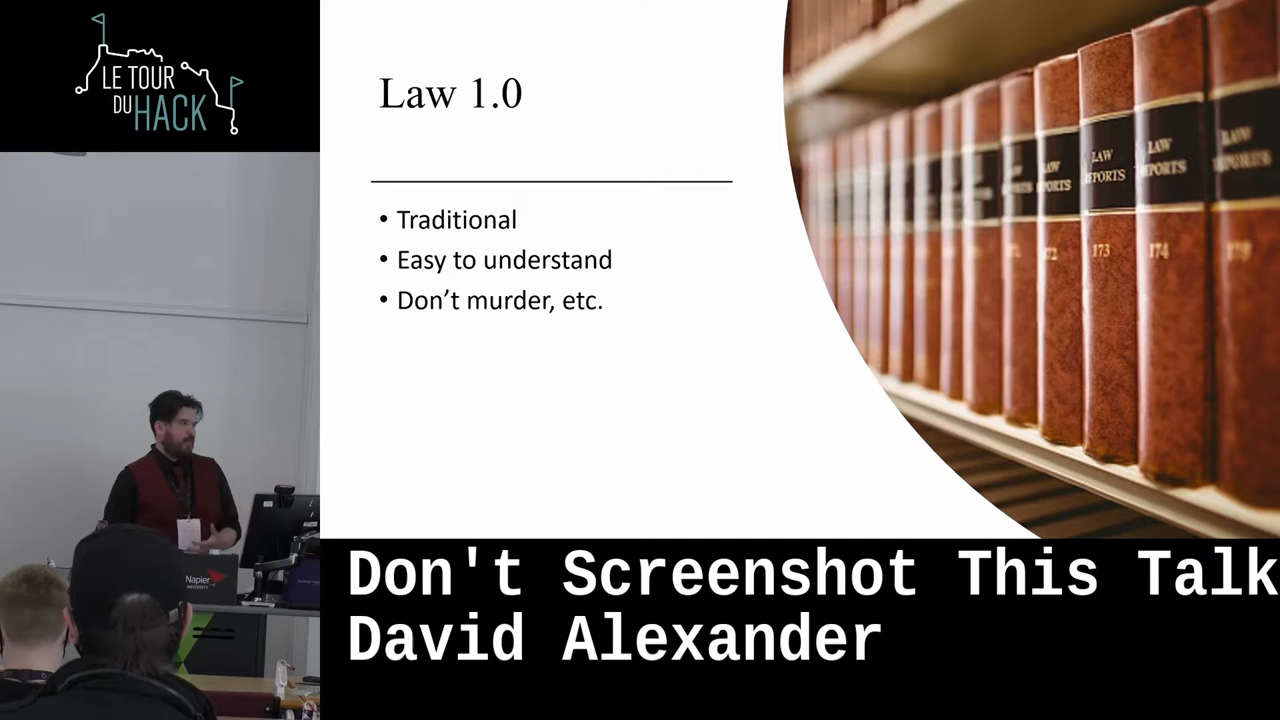 LE TOUR
DU HACK
Law 1.0
• Traditional
• Easy to understand
• Don’t murder, etc.
LAW
REPORTS
173
LAW
174
Napier
Don't Screenshot This Talk
David Alexander